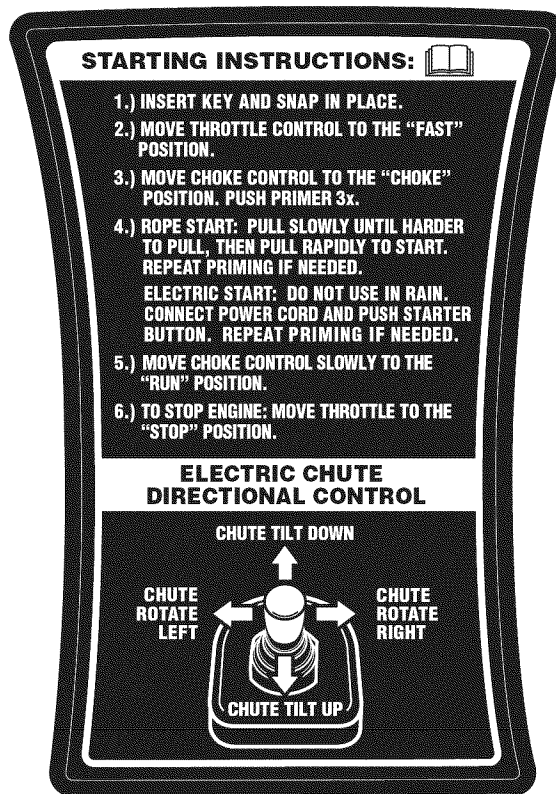 STARTING INSTRUCTIONS:
1.) INSERT KEY AND SNAP IN PLACE.
2.) MOVE THROTTLE CONTROL TO THE “FAST”
POSITION.
3.) MOVE CHOKE CONTROL TO THE “CHOKE”
POSITION. PUSH PRIMER 3x.
4.) ROPE START: PULL SLOWLY UNTIL HARDER
TO PULL, THEN PULL RAPIDLY TO START.
REPEAT PRIMING IF NEEDED.
ELECTRIC START: DO NOT USE IN RAIN.
CONNECT POWER CORD AND PUSH STARTER
BUTTON. REPEAT PRIMING IF NEEDED.
5.) MOVE CHOKE CONTROL SLOWLY TO THE
“RUN” POSITION.
6.) TO STOP ENGINE: MOVE THROTTLE TO THE
“STOP” POSITION.
ELECTRIC CHUTE
DIRECTIONAL CONTROL
CHUTE TILT DOWN
CHUTE
ROTATE
LEFT
CHUTE
ROTATE
RIGHT
CHUTE TILT UP